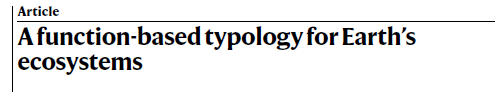 Article
A function-based typology for Earth's
ecosystems